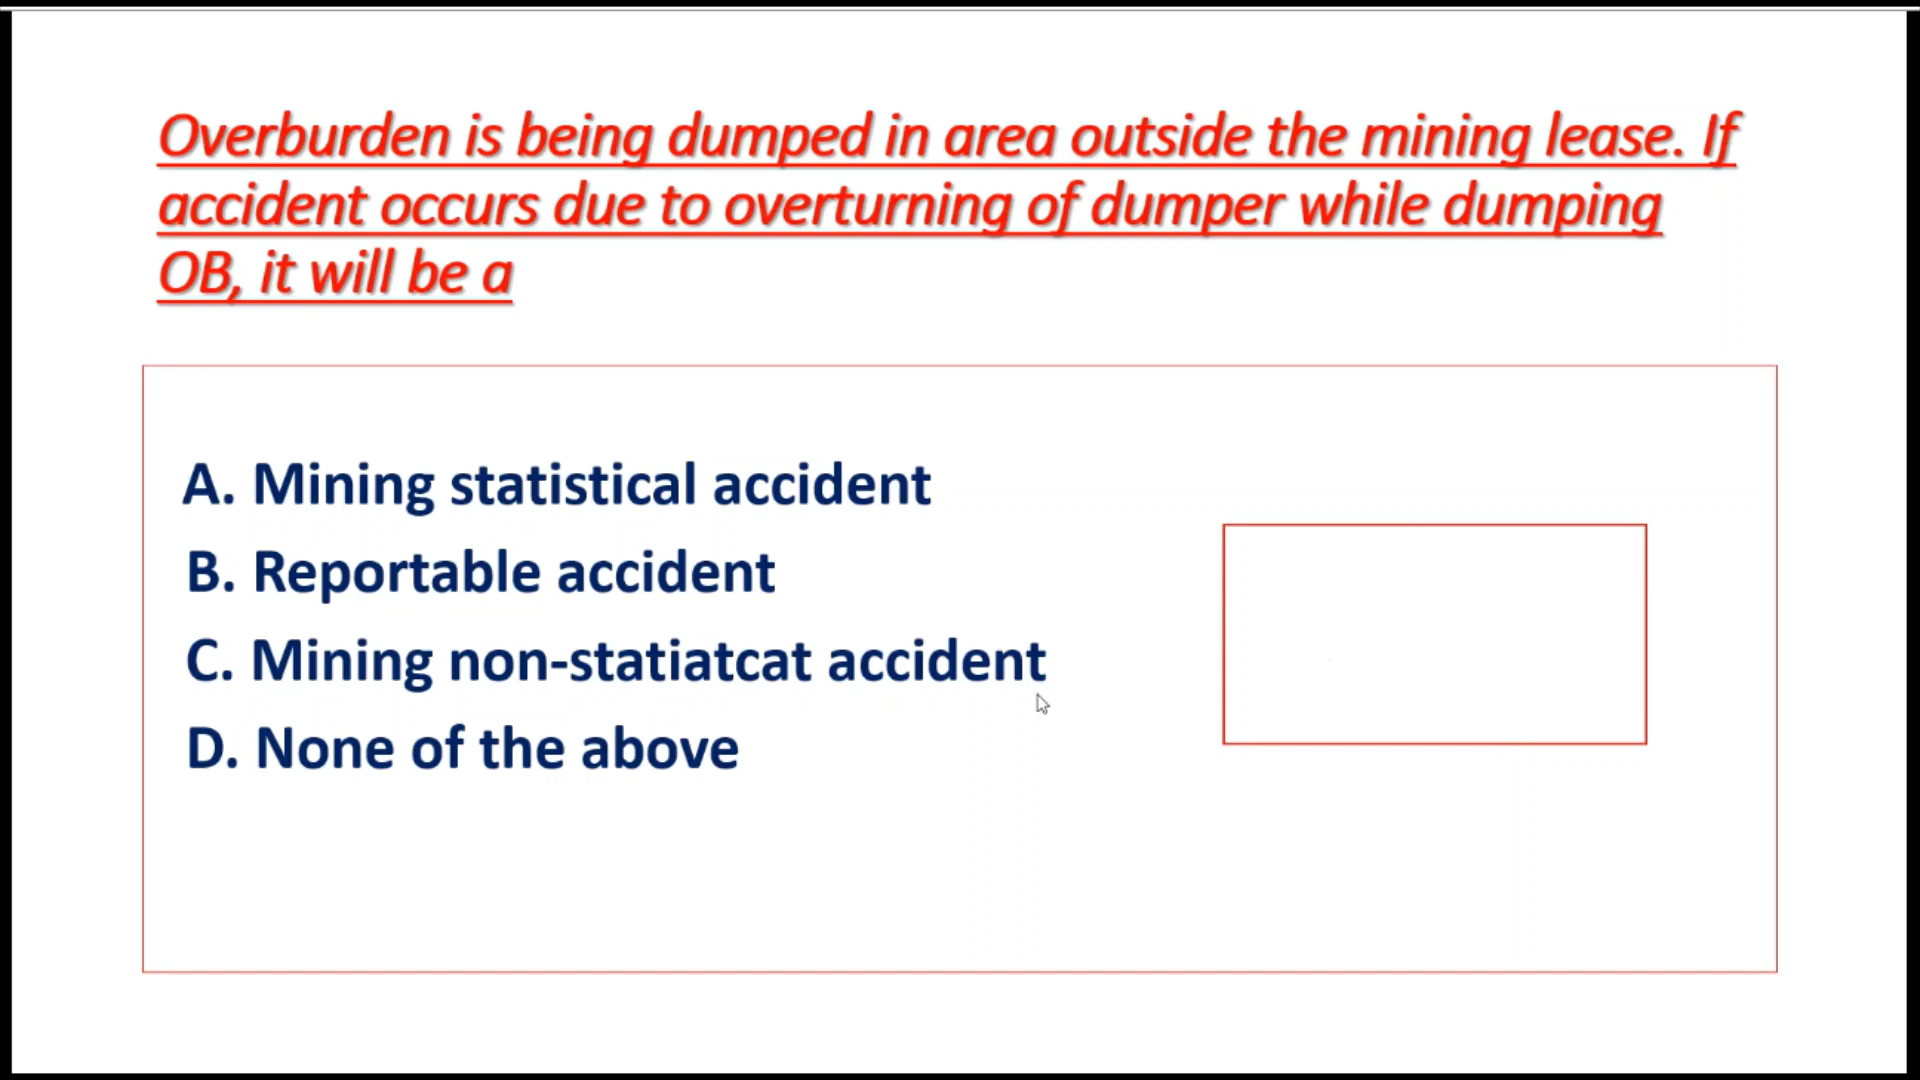 Overburden is being dumped in area outside the mining lease. If
accident occurs due to overturning of dumper while dumping
OB, it will be a
A. Mining statistical accident
B. Reportable accident
C. Mining non-statiatcat accident
D. None of the above